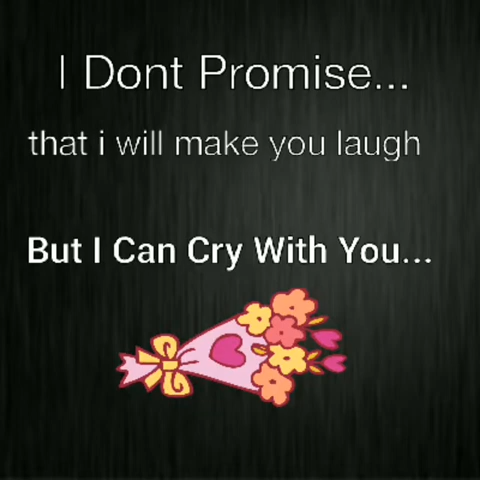 I Dont Promise...
that i will make you laugh
But I Can Cry With You...